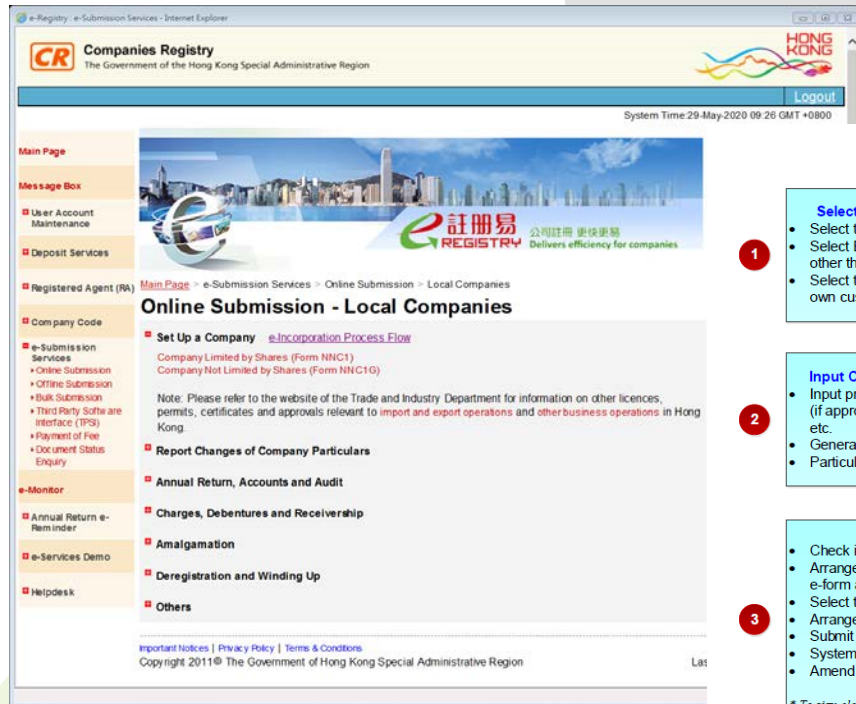 e-Registry : e-Submission Services - Internet Explorer
CR
Companies Registry
The Government of the Hong Kong Special Administrative Region
HONG
KONG
Logout
System Time:29-May-2020 09:26 GMT +0800
Main Page
Message Box
User Account
Maintenance
Deposit Services
Registered Agent (RA)
Company Code
e-Submission
Services
Online Submission
Offline Submission
Bulk Submission
Third Party Software
Interface (TPSI)
Payment of Fee
Document Status
Enquiry
e-Monitor
Annual Return e-
Reminder
e-Services Demo
Helpdesk
註冊易 公司註冊 更快更易
REGISTRY Delivers efficiency for companies
Main Page > e-Submission Services > Online Submission > Local Companies
Online Submission - Local Companies
Set Up a Company e-Incorporation Process Flow
Company Limited by Shares (Form NNC1)
Company Not Limited by Shares (Form NNC1G)
Note: Please refer to the website of the Trade and Industry Department for information on other licences,
permits, certificates and approvals relevant to import and export operations and other business operations in Hong
Kong.
Report Changes of Company Particulars
Annual Return, Accounts and Audit
Charges, Debentures and Receivership
Amalgamation
Deregistration and Winding Up
Others
Important Notices | Privacy Policy | Terms & Conditions
Copyright 2011© The Government of Hong Kong Special Administrative Region
Las
1
Select
Select t
Select
other th
Select t
own cu
2
Input C
Input pr
(if appr
etc.
Genera
Particul
3
Check i
Arrange
e-form
Select t
Arrange
Submit
System
Amend